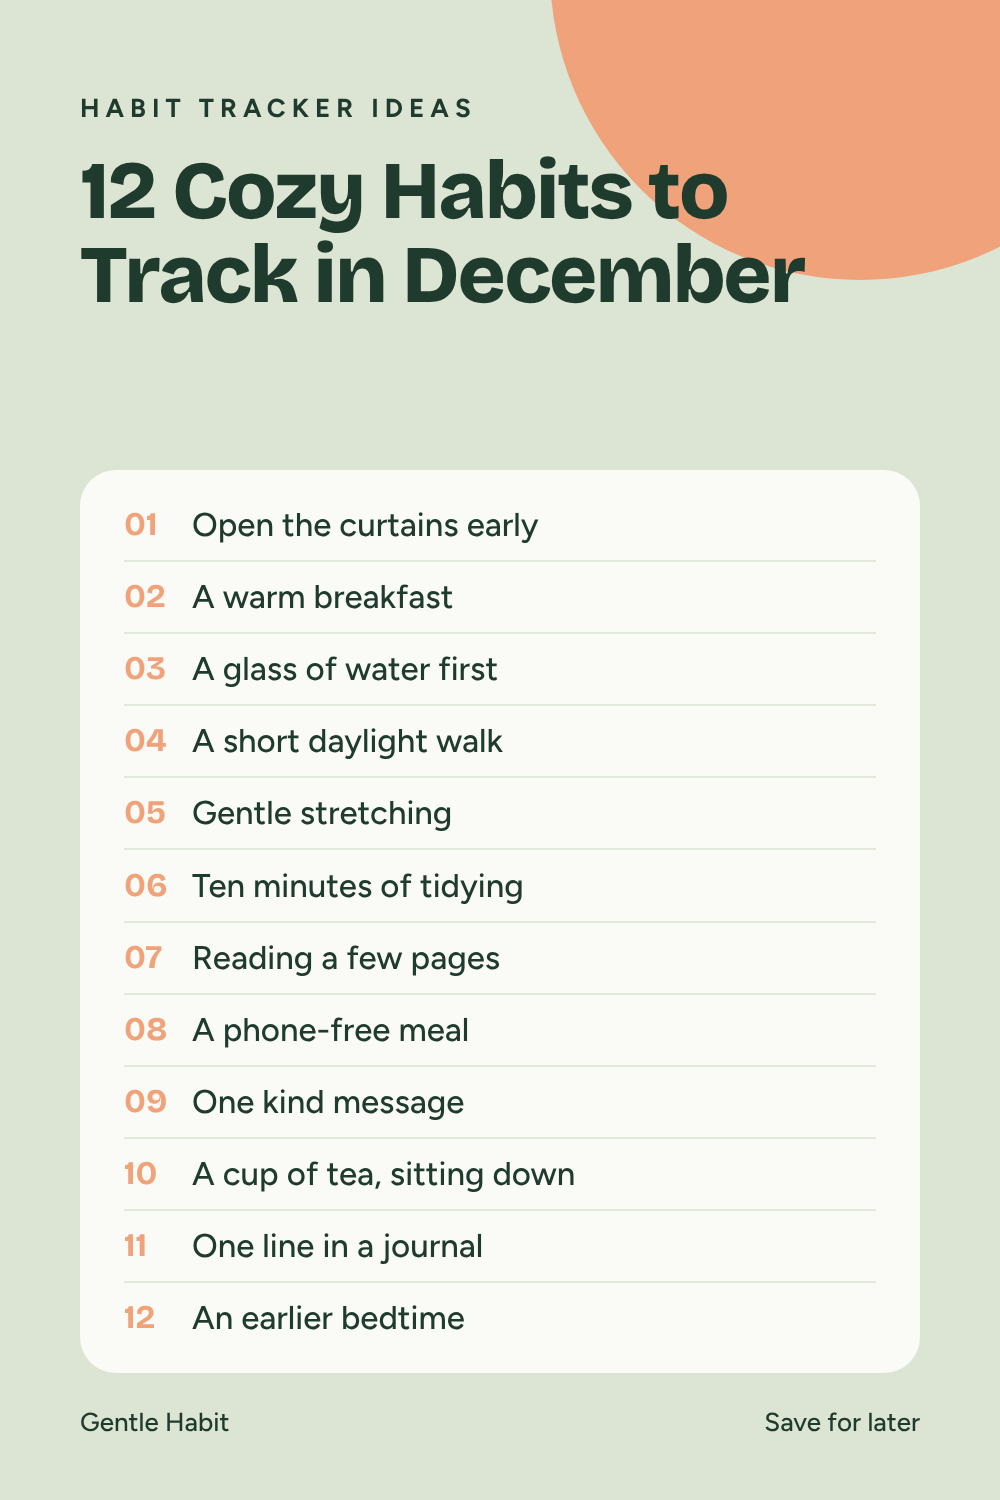 HABIT TRACKER IDEAS
12 Cozy Habits to
Track in December
01 Open the curtains early
02 A warm breakfast
03 A glass of water first
04 A short daylight walk
05 Gentle stretching
06 Ten minutes of tidying
07 Reading a few pages
08 A phone-free meal
09 One kind message
10 A cup of tea, sitting down
11 One line in a journal
12 An earlier bedtime
Gentle Habit
Save for later